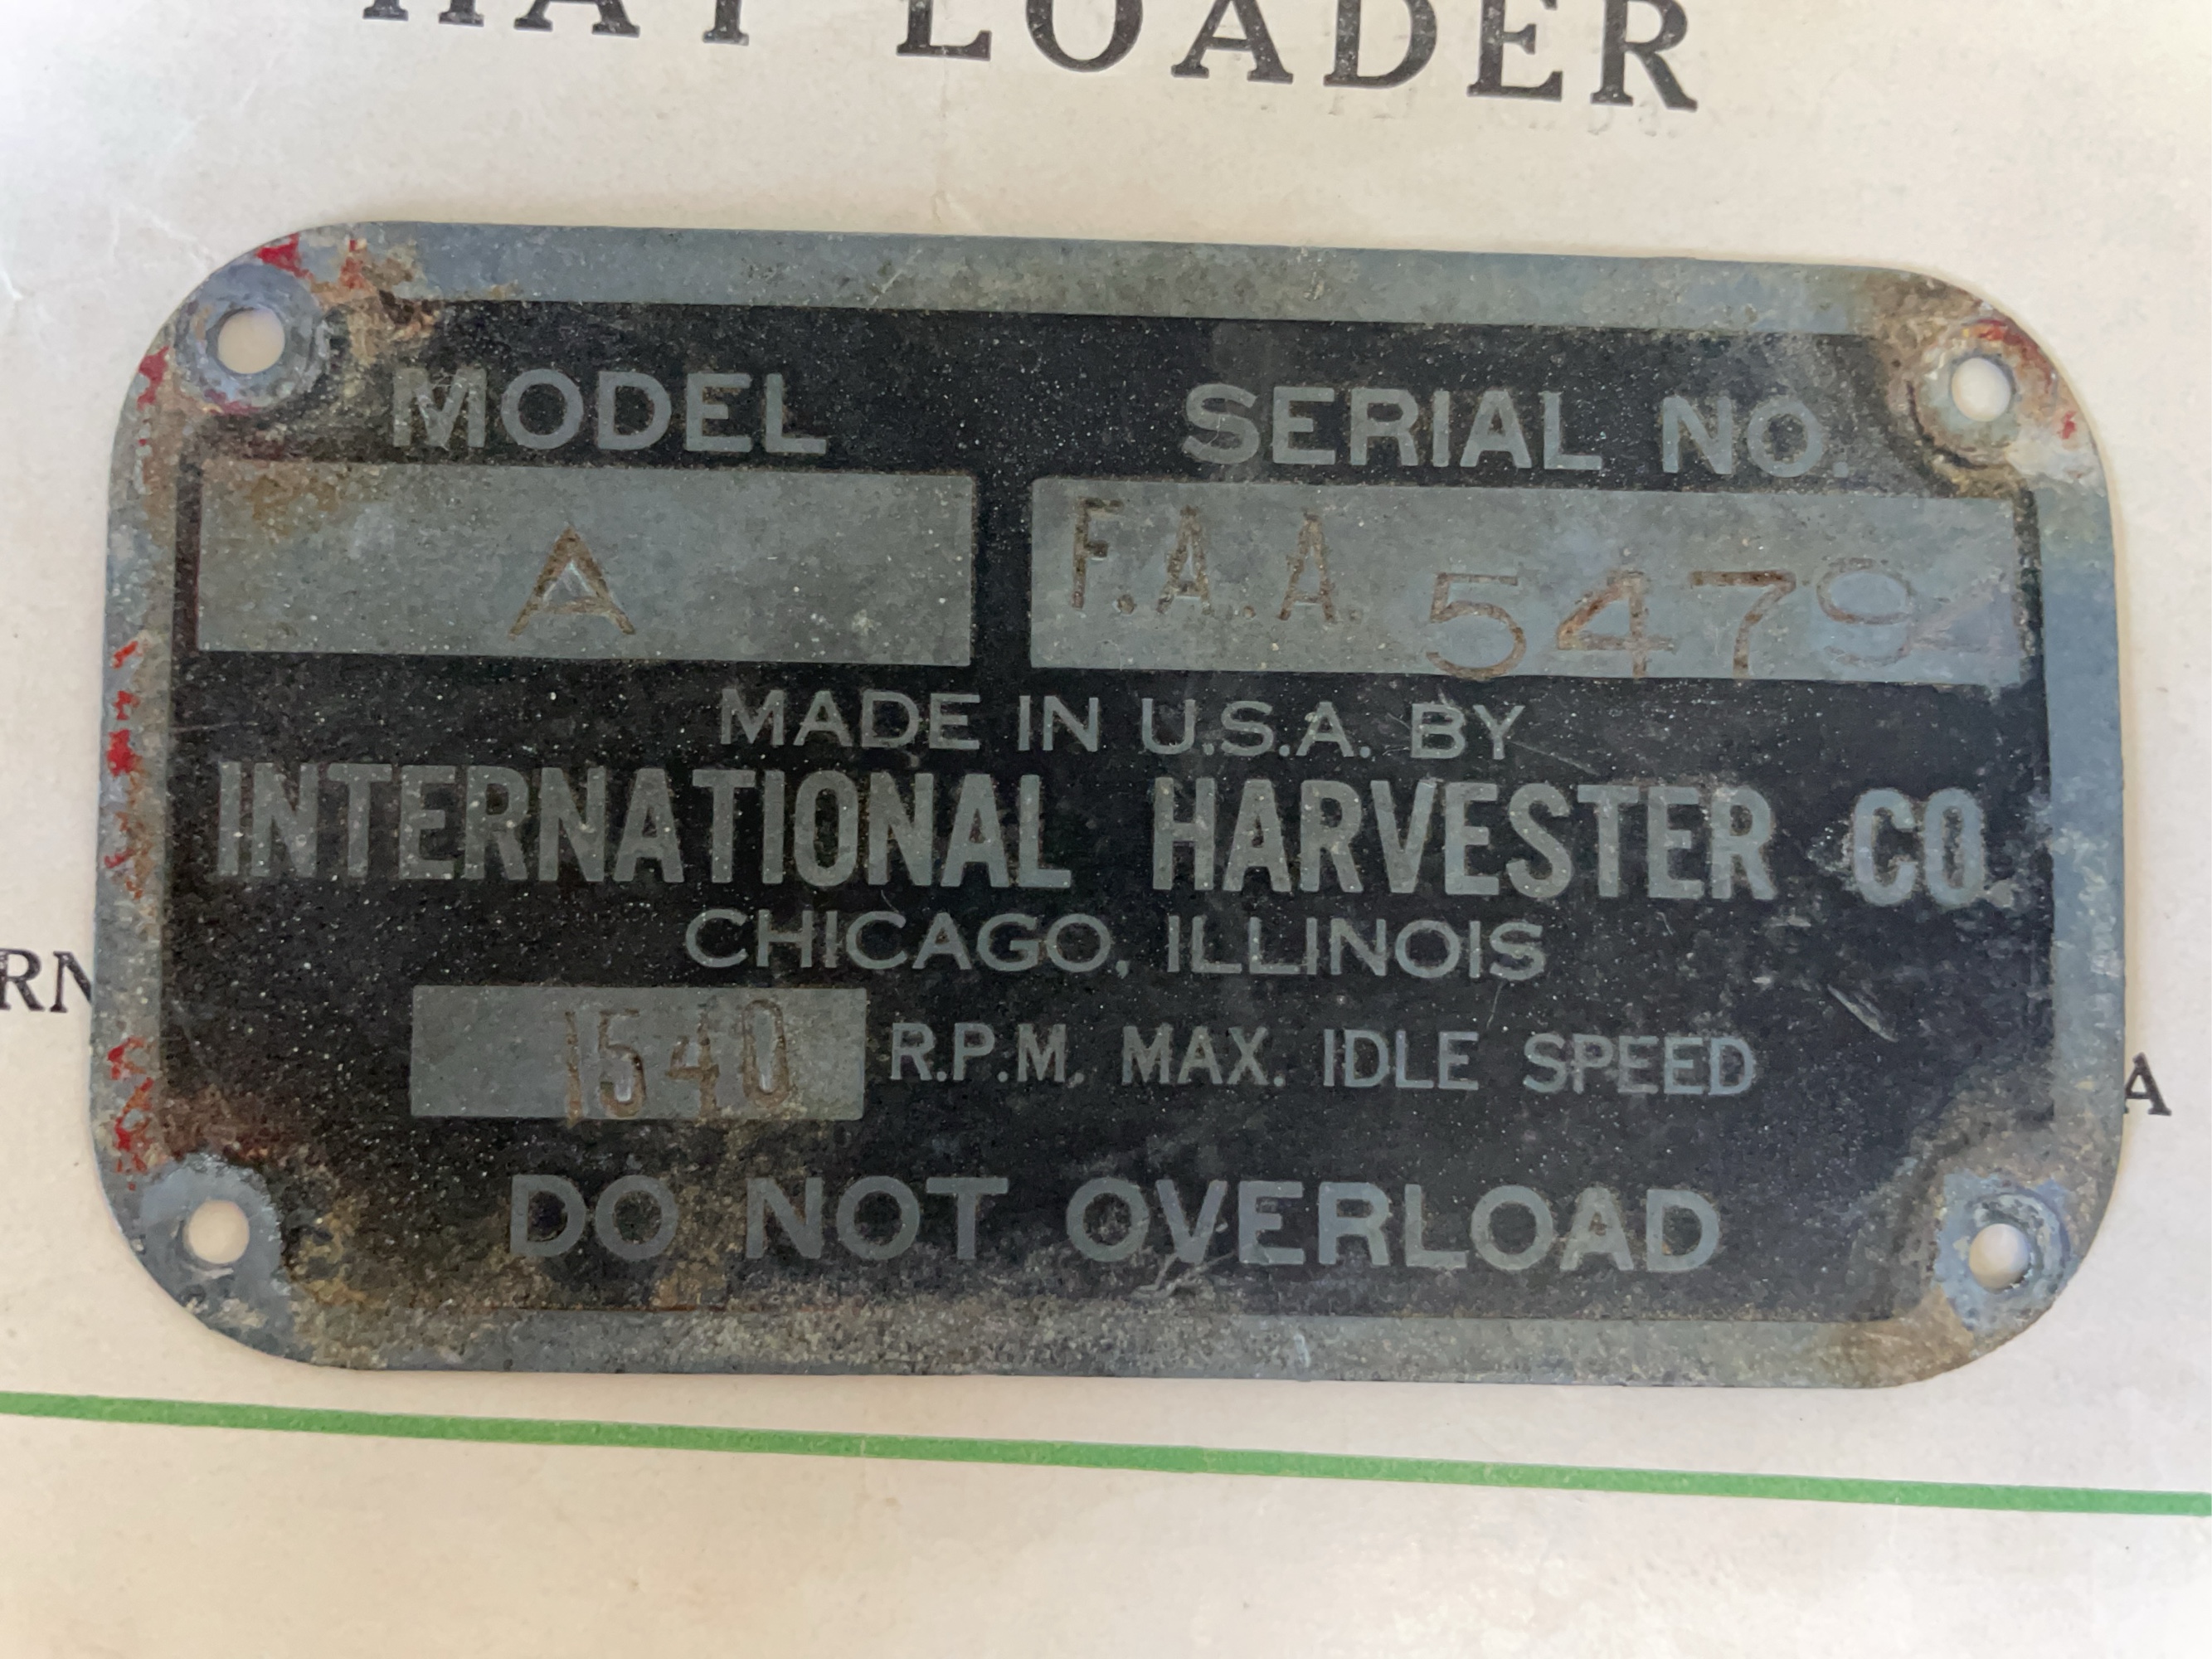 HAY LOADER
MODEL SERIAL NO.
A F.A.A. 5479
MADE IN U.S.A. BY
INTERNATIONAL HARVESTER CO.
CHICAGO, ILLINOIS
1540 R.P.M. MAX. IDLE SPEED
DO NOT OVERLOAD